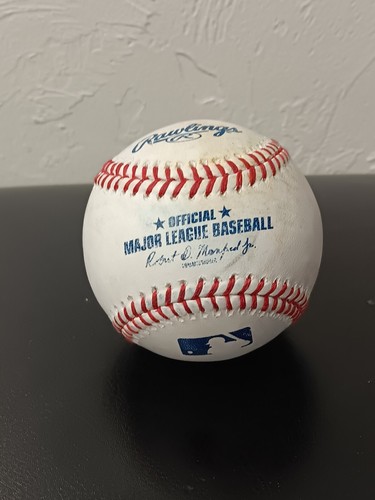 Rawlings
R
★ OFFICIAL ★
MAJOR LEAGUE BASEBALL
Robert D. Manfred Jr.